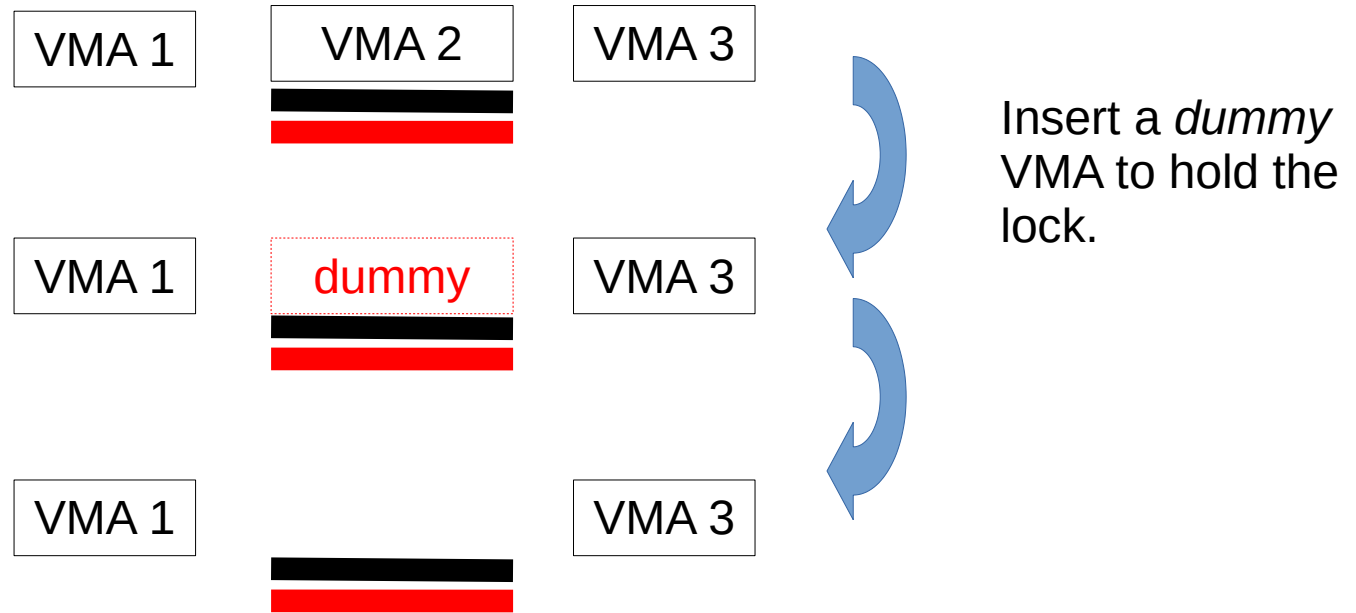 VMA 1
VMA 2
VMA 3
Insert a dummy
VMA to hold the
lock.
VMA 1
dummy
VMA 3
VMA 1
VMA 3